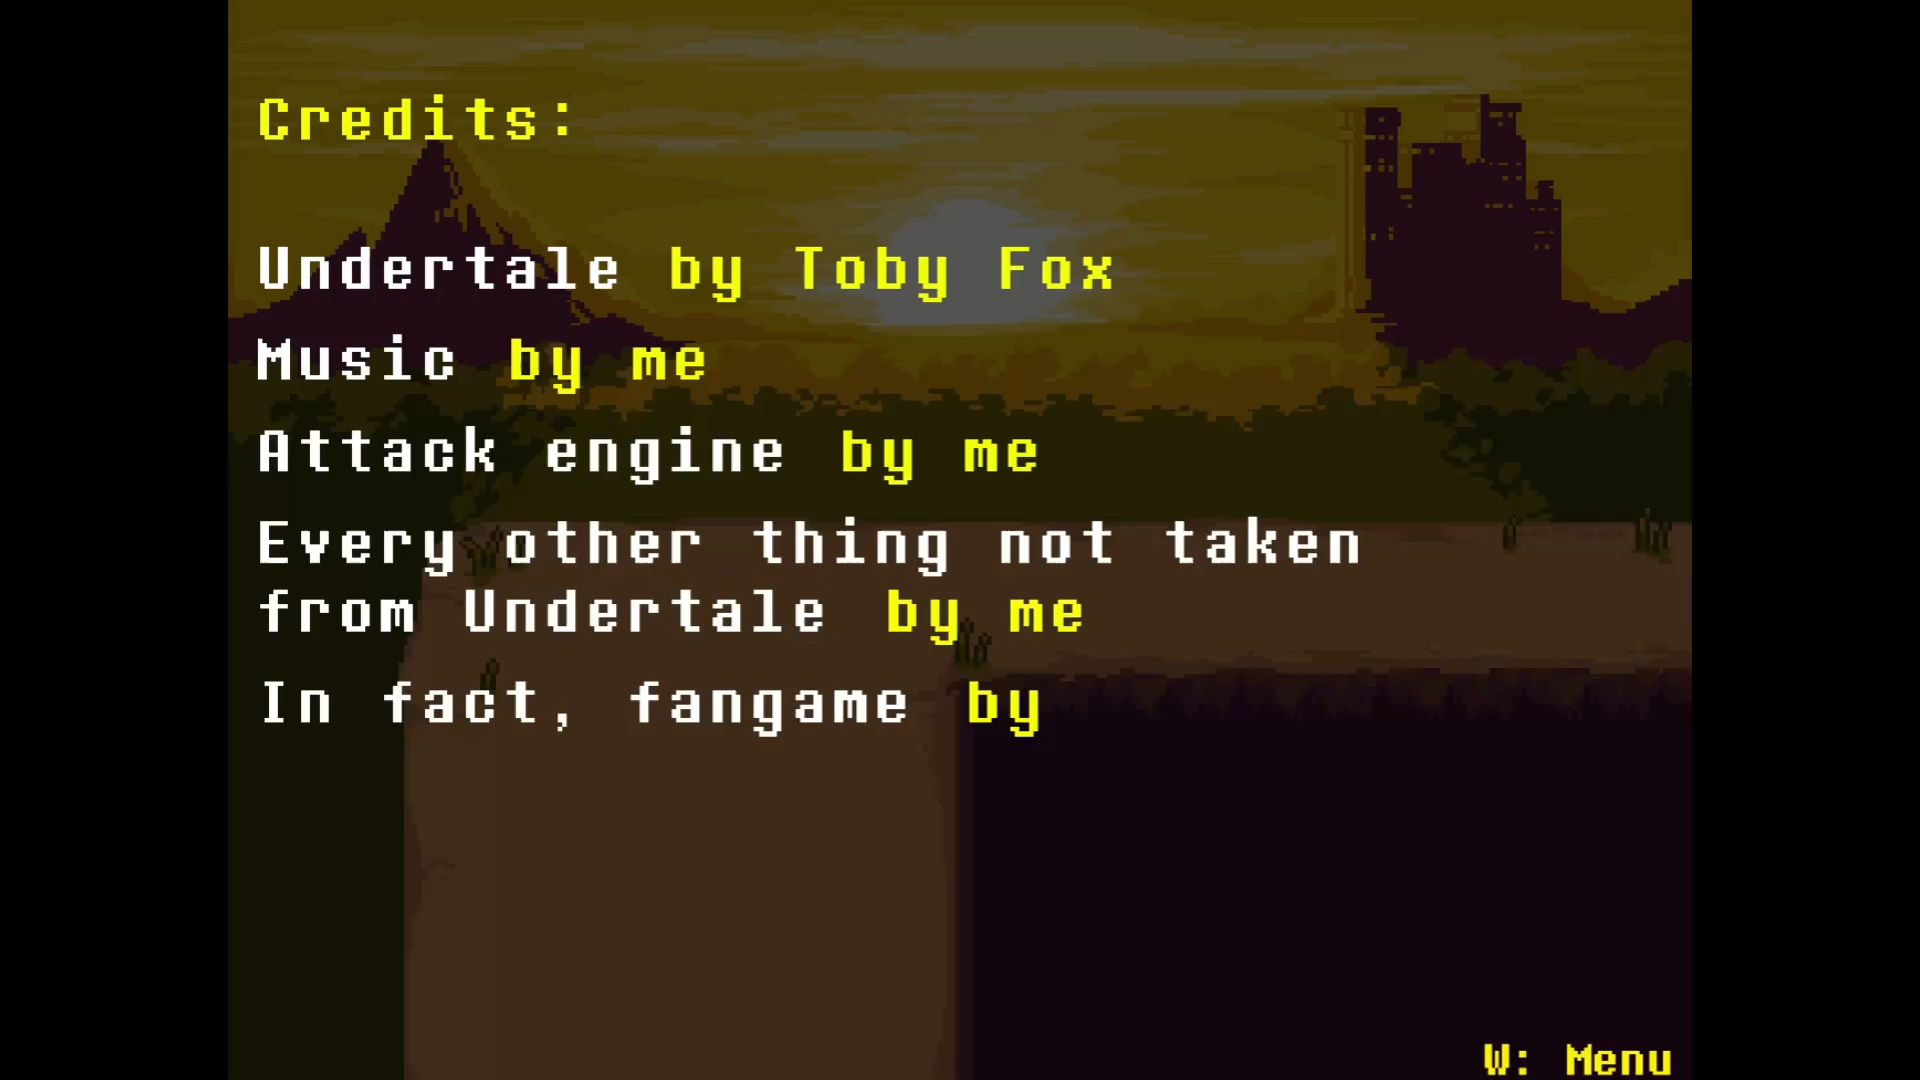 Credits:
Undertale by Toby Fox
Music by me
Attack engine by me
Every other thing not taken
from Undertale by me
In fact, fangame by
W: Menu